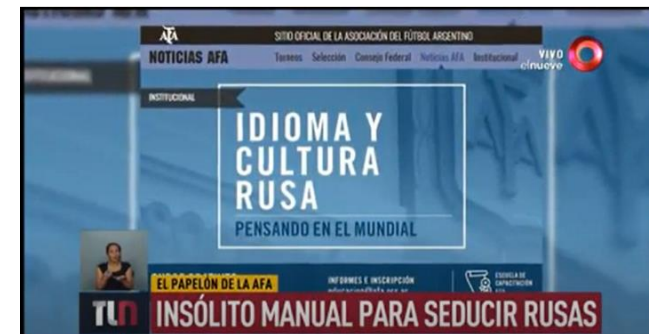 AFA
SITIO OFICIAL DE LA ASOCIACIÓN DEL FÚTBOL ARGENTINO
NOTICIAS AFA
Torneos Selección Consejo Federal Noticias AFA Institucional
VIVO
elnueve
INSTITUCIONAL
IDIOMA Y
CULTURA
RUSA
PENSANDO EN EL MUNDIAL
INFORMES E INSCRIPCIÓN
ESCUELA DE
CAPACITACIÓN
EL PAPELÓN DE LA AFA
TLN INSÓLITO MANUAL PARA SEDUCIR RUSAS